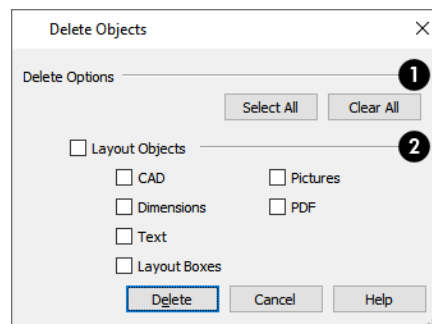 Delete Objects
Delete Options 1
Select All Clear All
Layout Objects 2
CAD Pictures
Dimensions PDF
Text
Layout Boxes
Delete Cancel Help